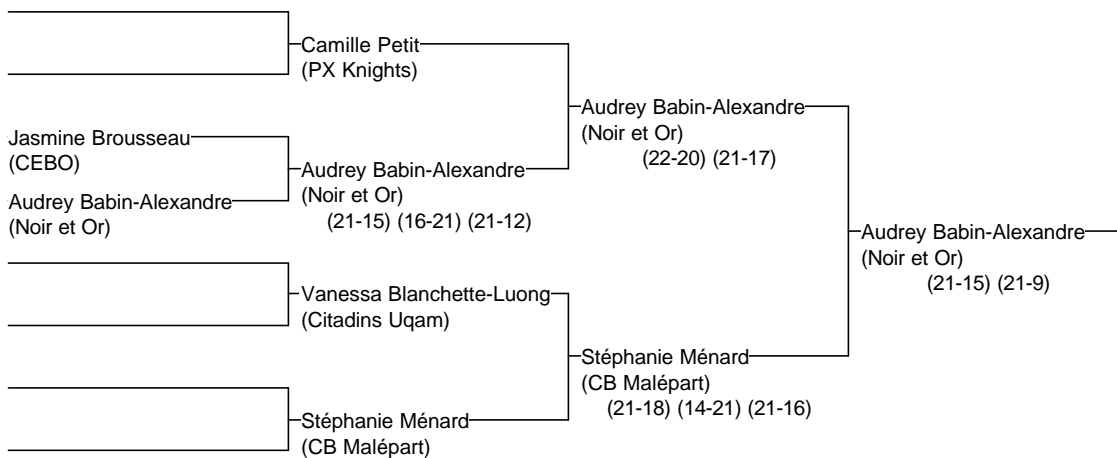 Camille Petit
(PX Knights)
Audrey Babin-Alexandre
(Noir et Or)
(22-20) (21-17)
Jasmine Brousseau
(CEBO)
Audrey Babin-Alexandre
(Noir et Or)
(21-15) (16-21) (21-12)
Audrey Babin-Alexandre
(Noir et Or)
Audrey Babin-Alexandre
(Noir et Or)
(21-15) (21-9)
Vanessa Blanchette-Luong
(Citadins Uqam)
Stéphanie Ménard
(CB Malépart)
(21-18) (14-21) (21-16)
Stéphanie Ménard
(CB Malépart)